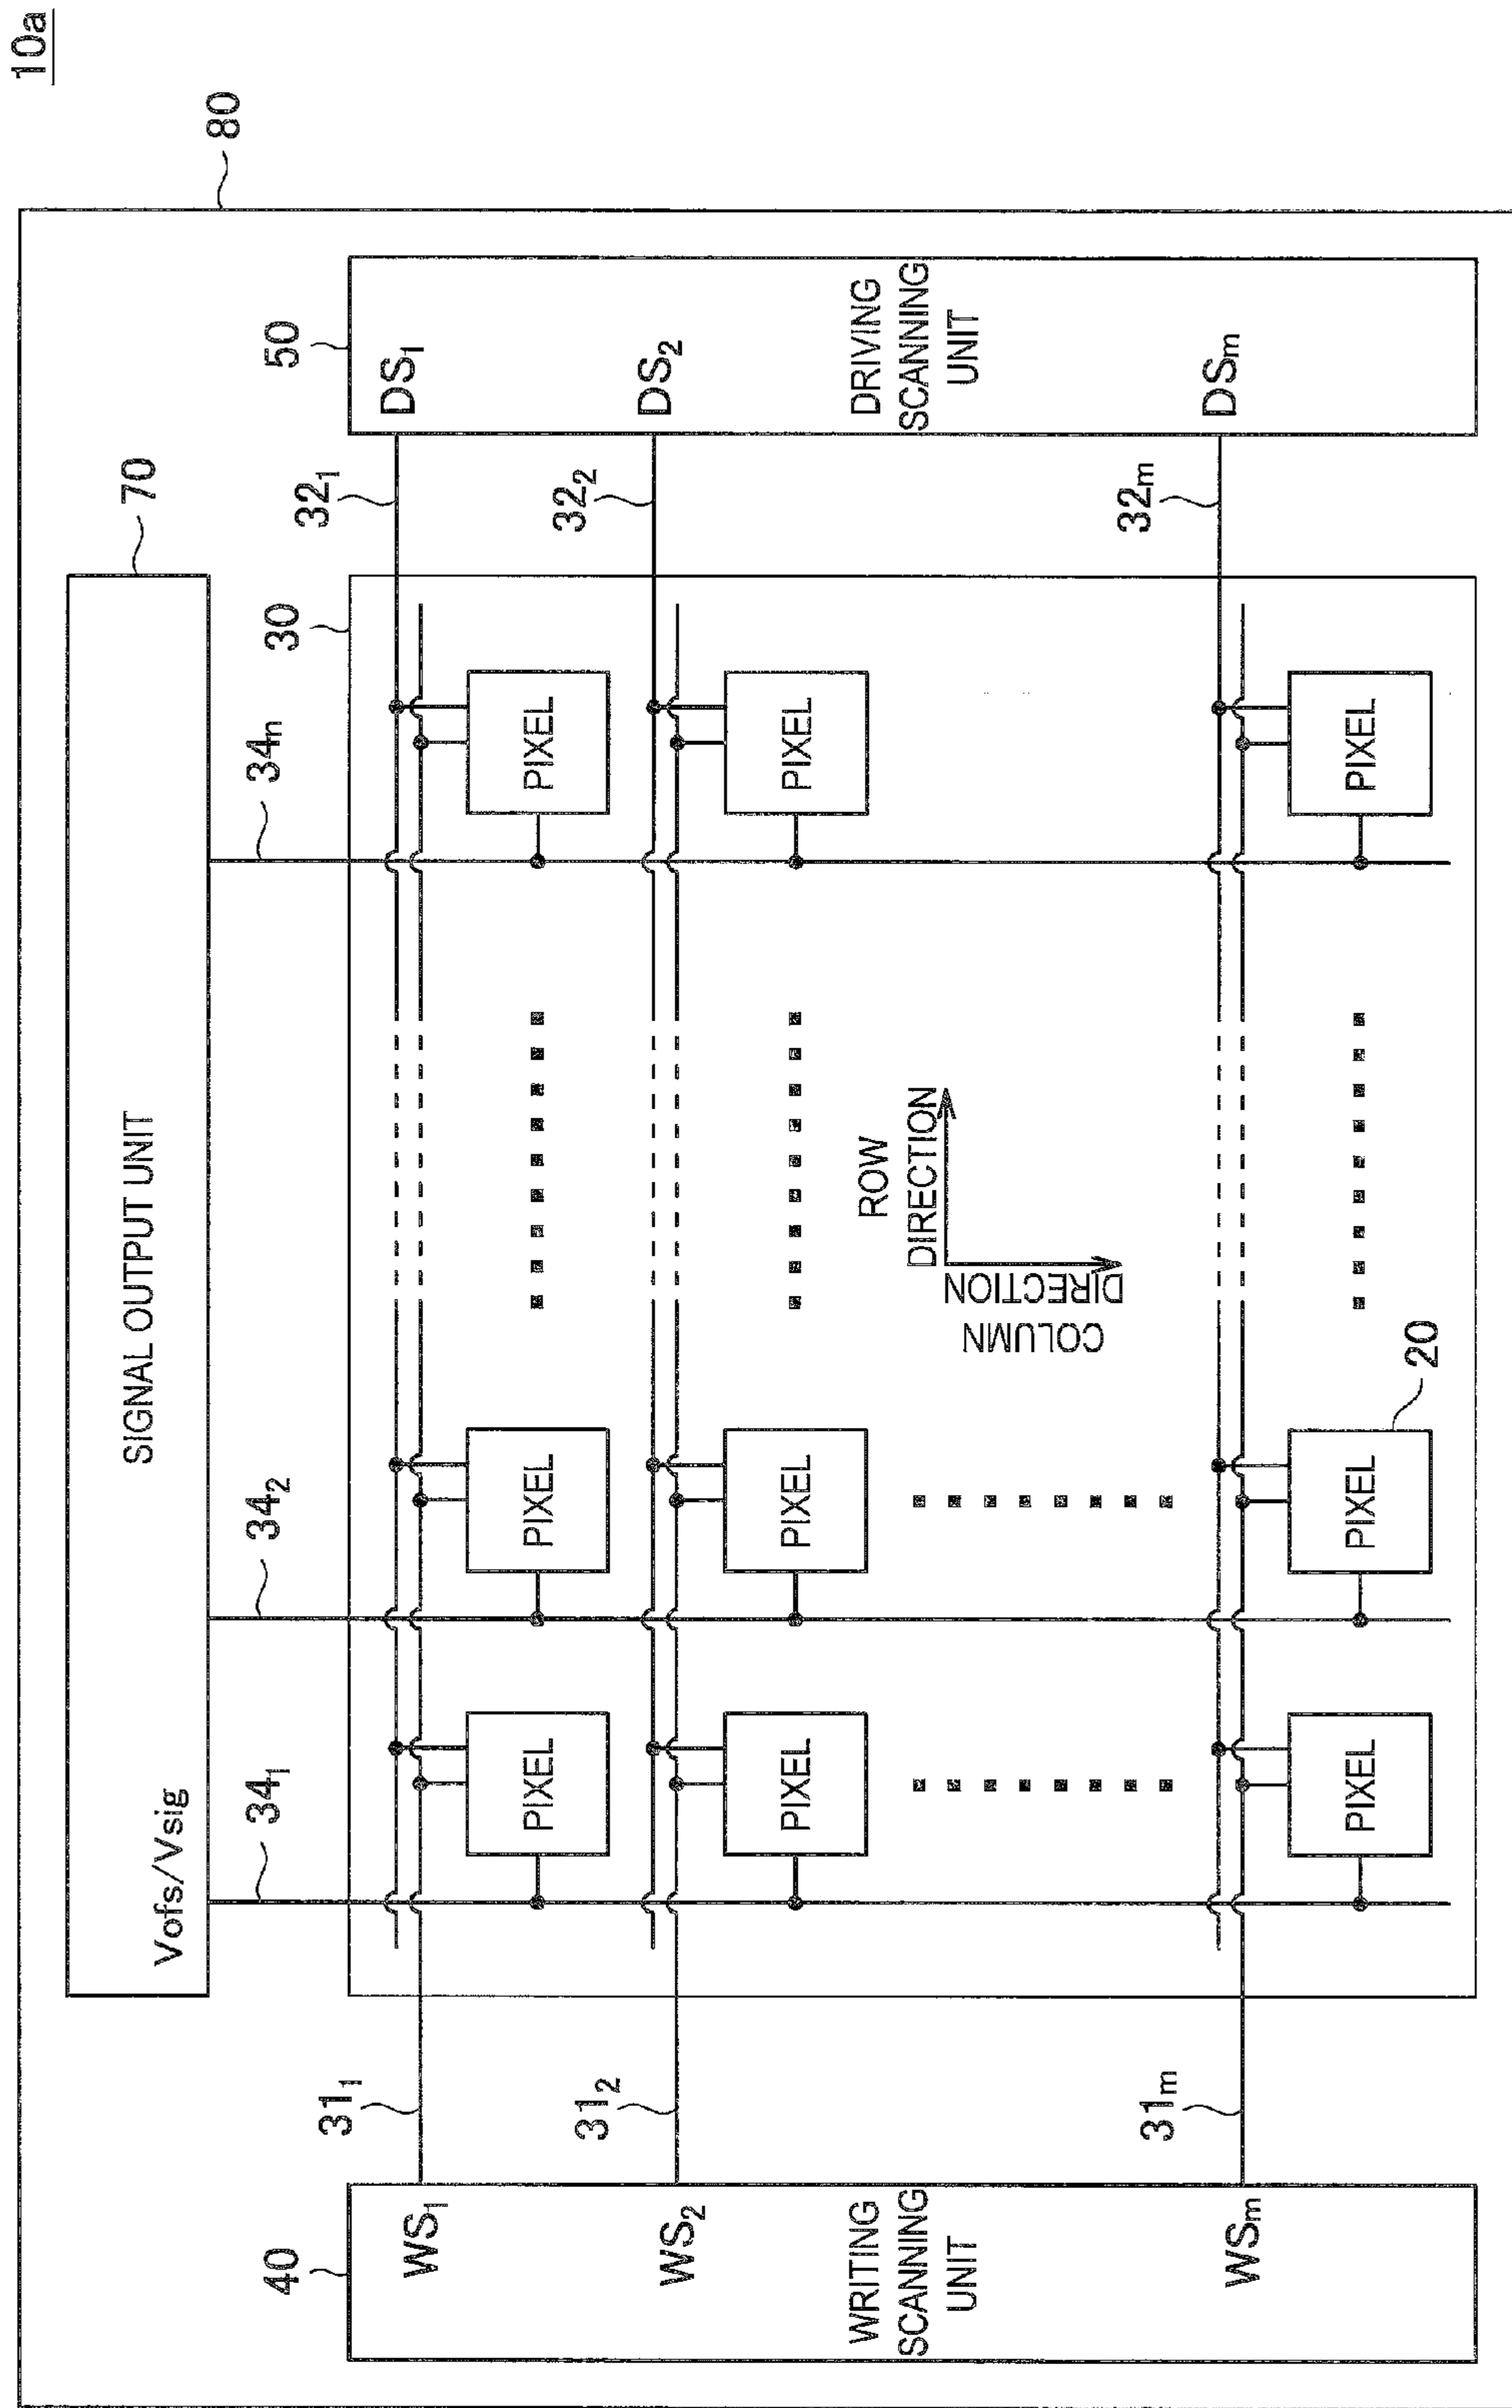 10a
80
70
SIGNAL OUTPUT UNIT
Vofs/Vsig
34₁
34₂
34n
30
40
50
WS₁
31₁
32₁
DS₁
PIXEL
PIXEL
PIXEL
WS₂
31₂
32₂
DS₂
PIXEL
PIXEL
PIXEL
WRITING
SCANNING
UNIT
ROW
DIRECTION
COLUMN
DIRECTION
DRIVING
SCANNING
UNIT
WSm
31m
32m
DSm
PIXEL
PIXEL
PIXEL
20